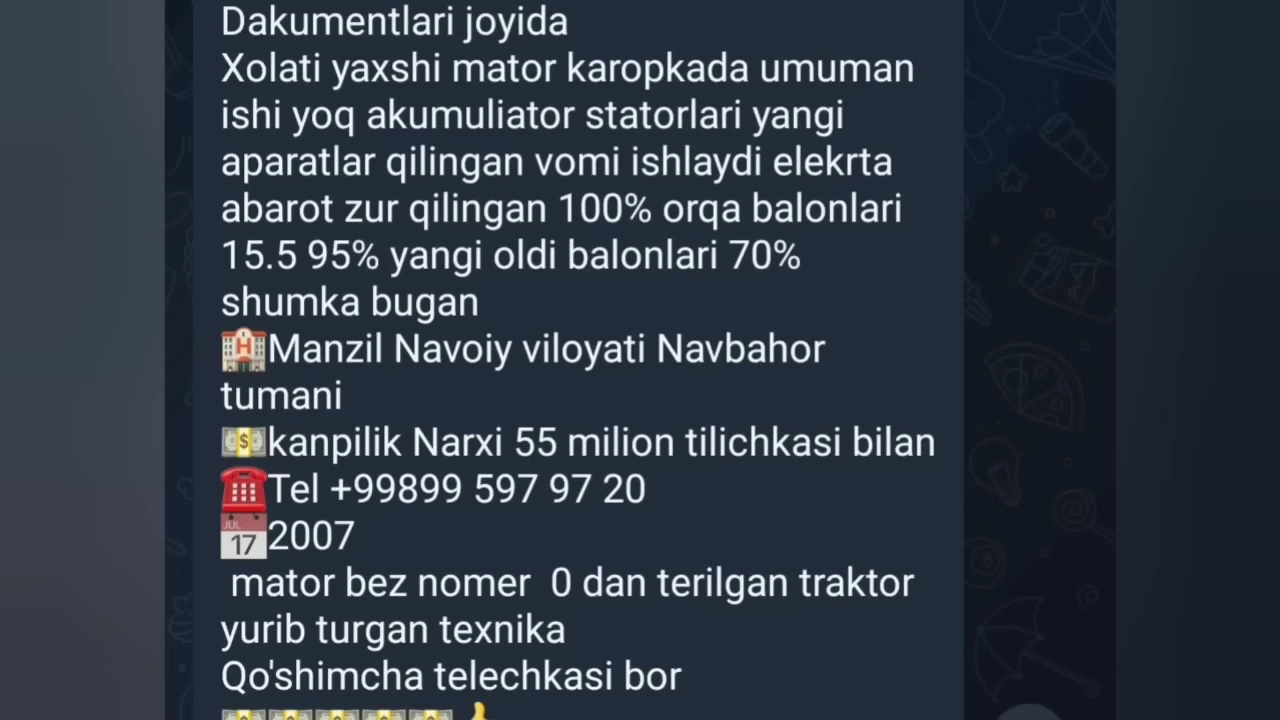 Dakumentlari joyida
Xolati yaxshi mator karopkada umuman
ishi yoq akumuliator statorlari yangi
aparatlar qilingan vomi ishlaydi elekrta
abarot zur qilingan 100% orqa balonlari
15.5 95% yangi oldi balonlari 70%
shumka bugan
🏨Manzil Navoiy viloyati Navbahor
tumani
💵kanpilik Narxi 55 milion tilichkasi bilan
☎️Tel +99899 597 97 20
📅2007
mator bez nomer  0 dan terilgan traktor
yurib turgan texnika
Qo'shimcha telechkasi bor
💵💵💵💵💵👍